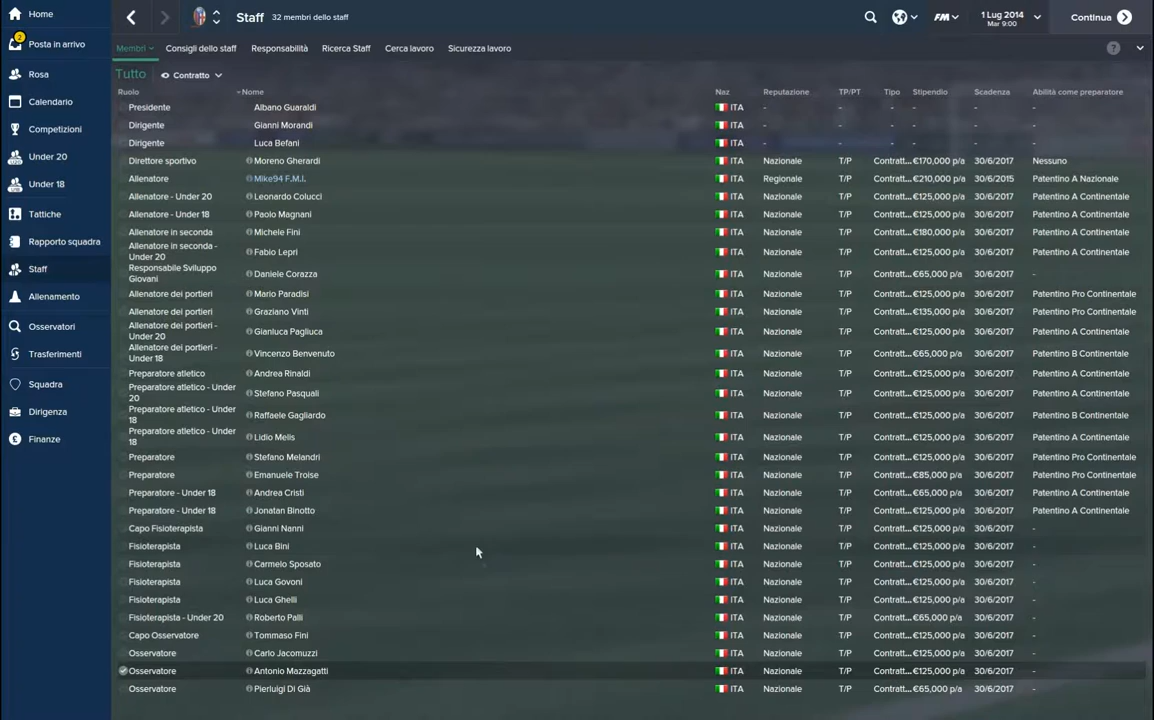 Home
Staff
32 membri dello staff
FM
1 Lug 2014
Mar 9:00
Continua
2
Posta in arrivo
Rosa
Calendario
Competizioni
Under 20
Under 18
Tattiche
Rapporto squadra
Staff
Allenamento
Osservatori
Trasferimenti
Squadra
Dirigenza
Finanze
Membri Consigli dello staff Responsabilità Ricerca Staff Cerca lavoro Sicurezza lavoro ?
Tutto Contratto
Ruolo Nome Naz Reputazione TP/PT Tipo Stipendio Scadenza Abilità come preparatore
Presidente Albano Guaraldi ITA - - - - - -
Dirigente Gianni Morandi ITA - - - - - -
Dirigente Luca Befani ITA - - - - - -
Direttore sportivo Moreno Gherardi ITA Nazionale T/P Contratt... €170,000 p/a 30/6/2017 Nessuno
Allenatore Mike94 F.M.I. ITA Regionale T/P Contratt... €210,000 p/a 30/6/2015 Patentino A Nazionale
Allenatore - Under 20 Leonardo Colucci ITA Nazionale T/P Contratt... €125,000 p/a 30/6/2017 Patentino A Continentale
Allenatore - Under 18 Paolo Magnani ITA Nazionale T/P Contratt... €125,000 p/a 30/6/2017 Patentino A Continentale
Allenatore in seconda Michele Fini ITA Nazionale T/P Contratt... €180,000 p/a 30/6/2017 Patentino A Continentale
Allenatore in seconda -
Under 20 Fabio Lepri ITA Nazionale T/P Contratt... €125,000 p/a 30/6/2017 Patentino A Continentale
Responsabile Sviluppo
Giovani Daniele Corazza ITA Nazionale T/P Contratt... €65,000 p/a 30/6/2017 -
Allenatore dei portieri Mario Paradisi ITA Nazionale T/P Contratt... €125,000 p/a 30/6/2017 Patentino Pro Continentale
Allenatore dei portieri Graziano Vinti ITA Nazionale T/P Contratt... €135,000 p/a 30/6/2017 Patentino Pro Continentale
Allenatore dei portieri -
Under 20 Gianluca Pagliuca ITA Nazionale T/P Contratt... €125,000 p/a 30/6/2017 Patentino A Continentale
Allenatore dei portieri -
Under 18 Vincenzo Benvenuto ITA Nazionale T/P Contratt... €65,000 p/a 30/6/2017 Patentino B Continentale
Preparatore atletico Andrea Rinaldi ITA Nazionale T/P Contratt... €125,000 p/a 30/6/2017 Patentino A Continentale
Preparatore atletico - Under
20 Stefano Pasquali ITA Nazionale T/P Contratt... €125,000 p/a 30/6/2017 Patentino A Continentale
Preparatore atletico - Under
18 Raffaele Gagliardo ITA Nazionale T/P Contratt... €125,000 p/a 30/6/2017 Patentino B Continentale
Preparatore atletico - Under
18 Lidio Melis ITA Nazionale T/P Contratt... €125,000 p/a 30/6/2017 Patentino A Continentale
Preparatore Stefano Melandri ITA Nazionale T/P Contratt... €125,000 p/a 30/6/2017 Patentino Pro Continentale
Preparatore Emanuele Troise ITA Nazionale T/P Contratt... €85,000 p/a 30/6/2017 Patentino Pro Continentale
Preparatore - Under 18 Andrea Cristi ITA Nazionale T/P Contratt... €65,000 p/a 30/6/2017 Patentino A Continentale
Preparatore - Under 18 Jonatan Binotto ITA Nazionale T/P Contratt... €125,000 p/a 30/6/2017 Patentino A Continentale
Capo Fisioterapista Gianni Nanni ITA Nazionale T/P Contratt... €125,000 p/a 30/6/2017 -
Fisioterapista Luca Bini ITA Nazionale T/P Contratt... €125,000 p/a 30/6/2017 -
Fisioterapista Carmelo Sposato ITA Nazionale T/P Contratt... €125,000 p/a 30/6/2017 -
Fisioterapista Luca Govoni ITA Nazionale T/P Contratt... €125,000 p/a 30/6/2017 -
Fisioterapista Luca Ghelli ITA Nazionale T/P Contratt... €125,000 p/a 30/6/2017 -
Fisioterapista - Under 20 Roberto Palli ITA Nazionale T/P Contratt... €65,000 p/a 30/6/2017 -
Capo Osservatore Tommaso Fini ITA Nazionale T/P Contratt... €125,000 p/a 30/6/2017 -
Osservatore Carlo Jacomuzzi ITA Nazionale T/P Contratt... €125,000 p/a 30/6/2017 -
Osservatore Antonio Mazzagatti ITA Nazionale T/P Contratt... €125,000 p/a 30/6/2017 -
Osservatore Pierluigi Di Già ITA Nazionale T/P Contratt... €65,000 p/a 30/6/2017 -